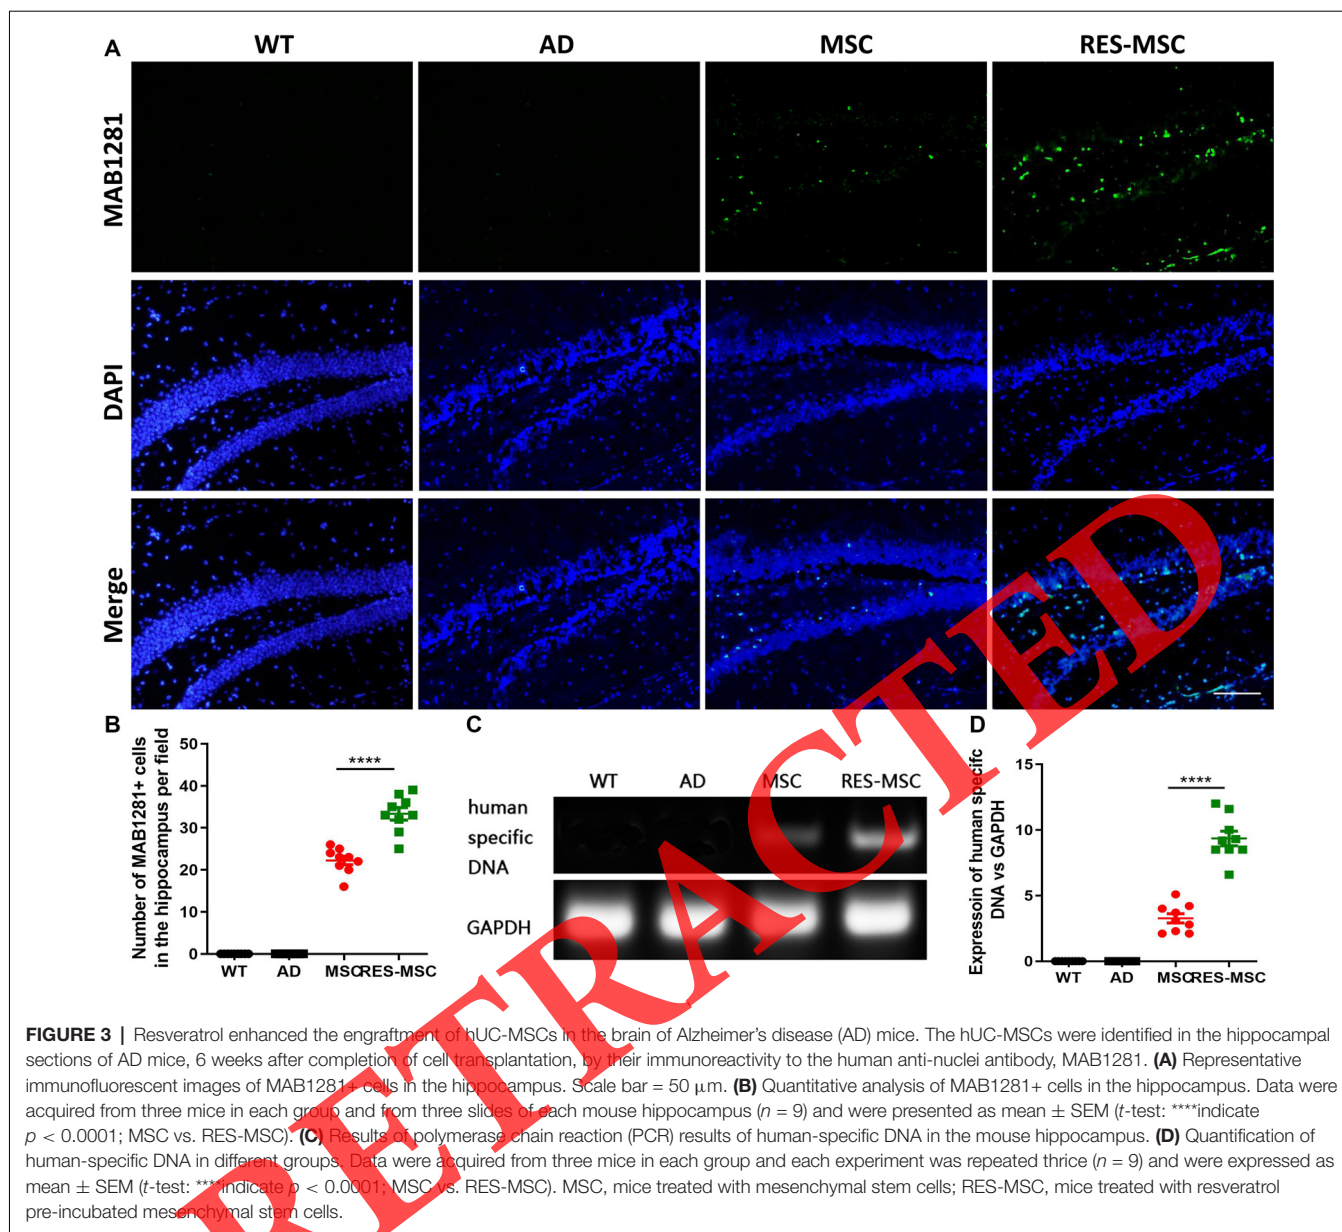 A
WT AD MSC RES-MSC
MAB1281
DAPI
Merge
B
Number of MAB1281+ cells
in the hippocampus per field
50
40
30
20
10
0
****
WT AD MSC RES-MSC
C
WT AD MSC RES-MSC
human
specific
DNA
GAPDH
D
Expressoin of human specifc
DNA vs GAPDH
15
10
5
0
****
WT AD MSC RES-MSC
FIGURE 3 | Resveratrol enhanced the engraftment of hUC-MSCs in the brain of Alzheimer's disease (AD) mice. The hUC-MSCs were identified in the hippocampal
sections of AD mice, 6 weeks after completion of cell transplantation, by their immunoreactivity to the human anti-nuclei antibody, MAB1281. (A) Representative
immunofluorescent images of MAB1281+ cells in the hippocampus. Scale bar = 50 μm. (B) Quantitative analysis of MAB1281+ cells in the hippocampus. Data were
acquired from three mice in each group and from three slides of each mouse hippocampus (n = 9) and were presented as mean ± SEM (t-test: ****indicate
p < 0.0001; MSC vs. RES-MSC). (C) Results of polymerase chain reaction (PCR) results of human-specific DNA in the mouse hippocampus. (D) Quantification of
human-specific DNA in different groups. Data were acquired from three mice in each group and each experiment was repeated thrice (n = 9) and were expressed as
mean ± SEM (t-test: ****indicate p < 0.0001; MSC vs. RES-MSC). MSC, mice treated with mesenchymal stem cells; RES-MSC, mice treated with resveratrol
pre-incubated mesenchymal stem cells.
RETRACTED